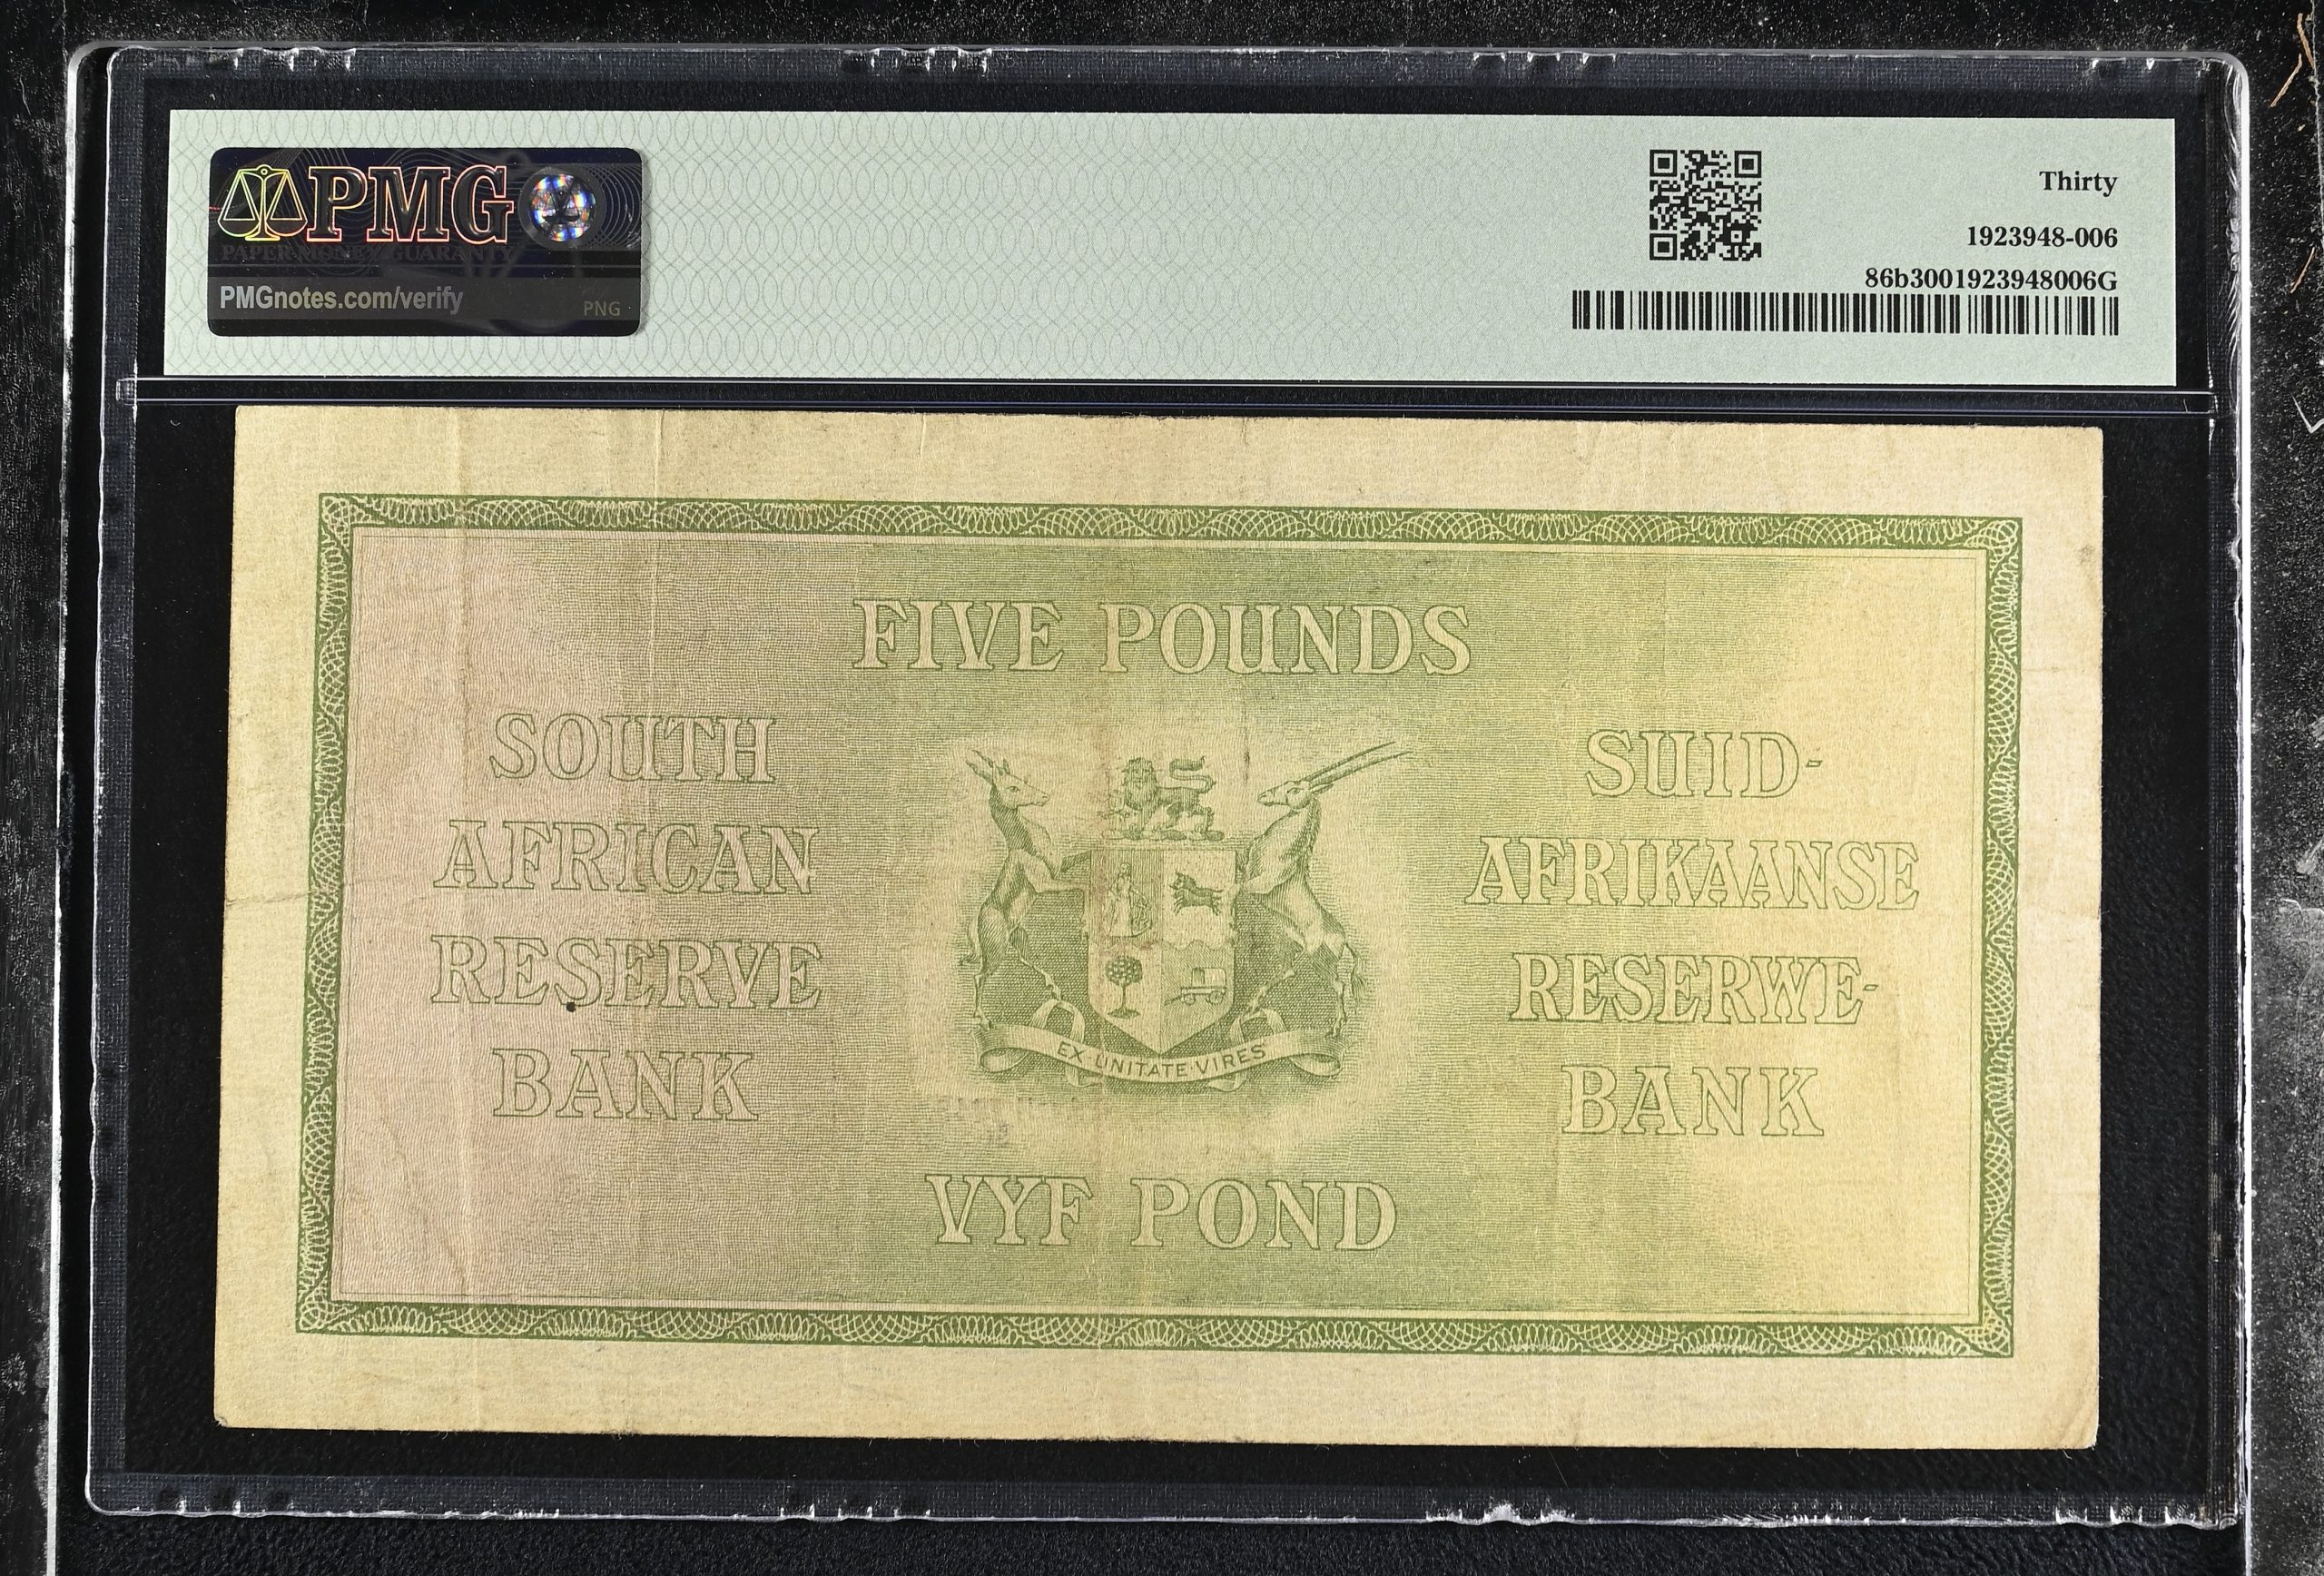 PMG
PAPER MONEY GUARANTY
PMGnotes.com/verify
PNG
Thirty
1923948-006
86b3001923948006G
FIVE POUNDS
SOUTH
AFRICAN
RESERVE
BANK
SUID-
AFRIKAANSE
RESERWE-
BANK
EX UNITATE·VIRES
VYF POND